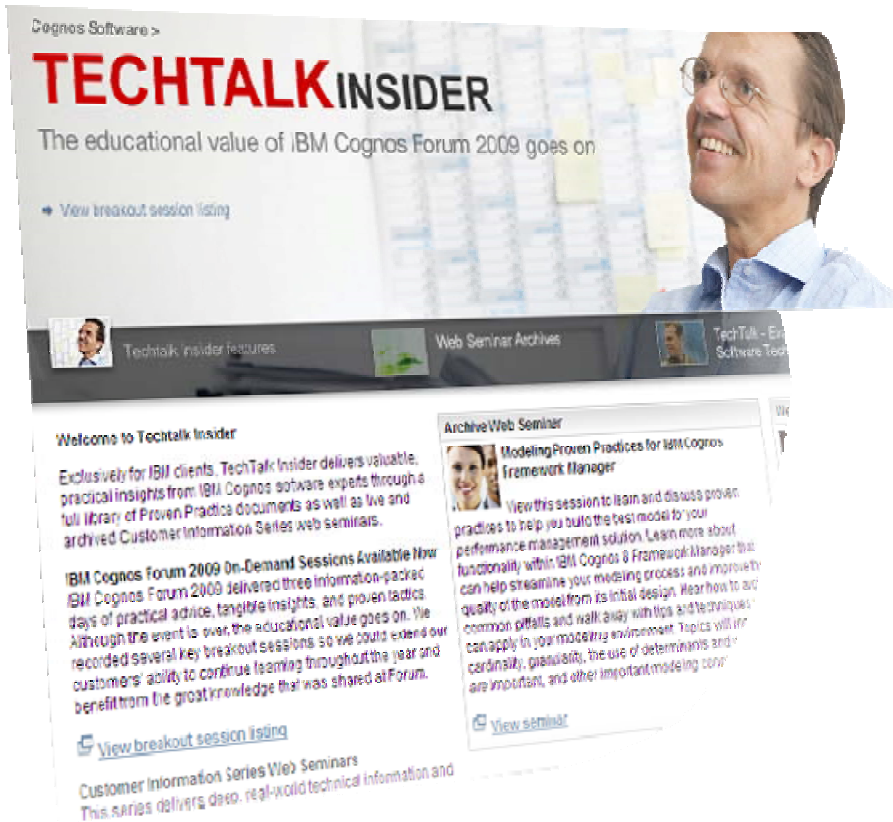 Cognos Software >
TECHTALK INSIDER
The educational value of IBM Cognos Forum 2009 goes on
View breakout session listing
Techtalk insider features
Web Seminar Archives
TechTalk -
Software Tech
Welcome to Techtalk Insider
Exclusively for IBM clients, TechTalk Insider delivers valuable,
practical insights from IBM Cognos software experts through a
full library of Proven Practice documents as well as live and
archived Customer Information Series web seminars.
IBM Cognos Forum 2009 On-Demand Sessions Available Now
IBM Cognos Forum 2009 delivered three information-packed
days of practical advice, tangible insights, and proven tactics.
Although the event is over, the educational value goes on. We
recorded several key breakout sessions so we could extend our
customers' ability to continue learning throughout the year and
benefit from the great knowledge that was shared at Forum.
View breakout session listing
Customer Information Series Web Seminars
This series delivers deep, real-world technical information and
Archive Web Seminar
Modeling Proven Practices for IBM Cognos
Framework Manager
View this session to learn and discuss proven
practices to help you build the best model for your
performance management solution. Learn more about
functionality within IBM Cognos 8 Framework Manager that
can help streamline your modeling process and improve the
quality of the model from its initial design. Hear how to
common pitfalls and walk away with tips and techniques
can apply in your modeling environment. Topics will
cardinality, granularity, the use of determinants and
are important, and other important modeling
View seminar